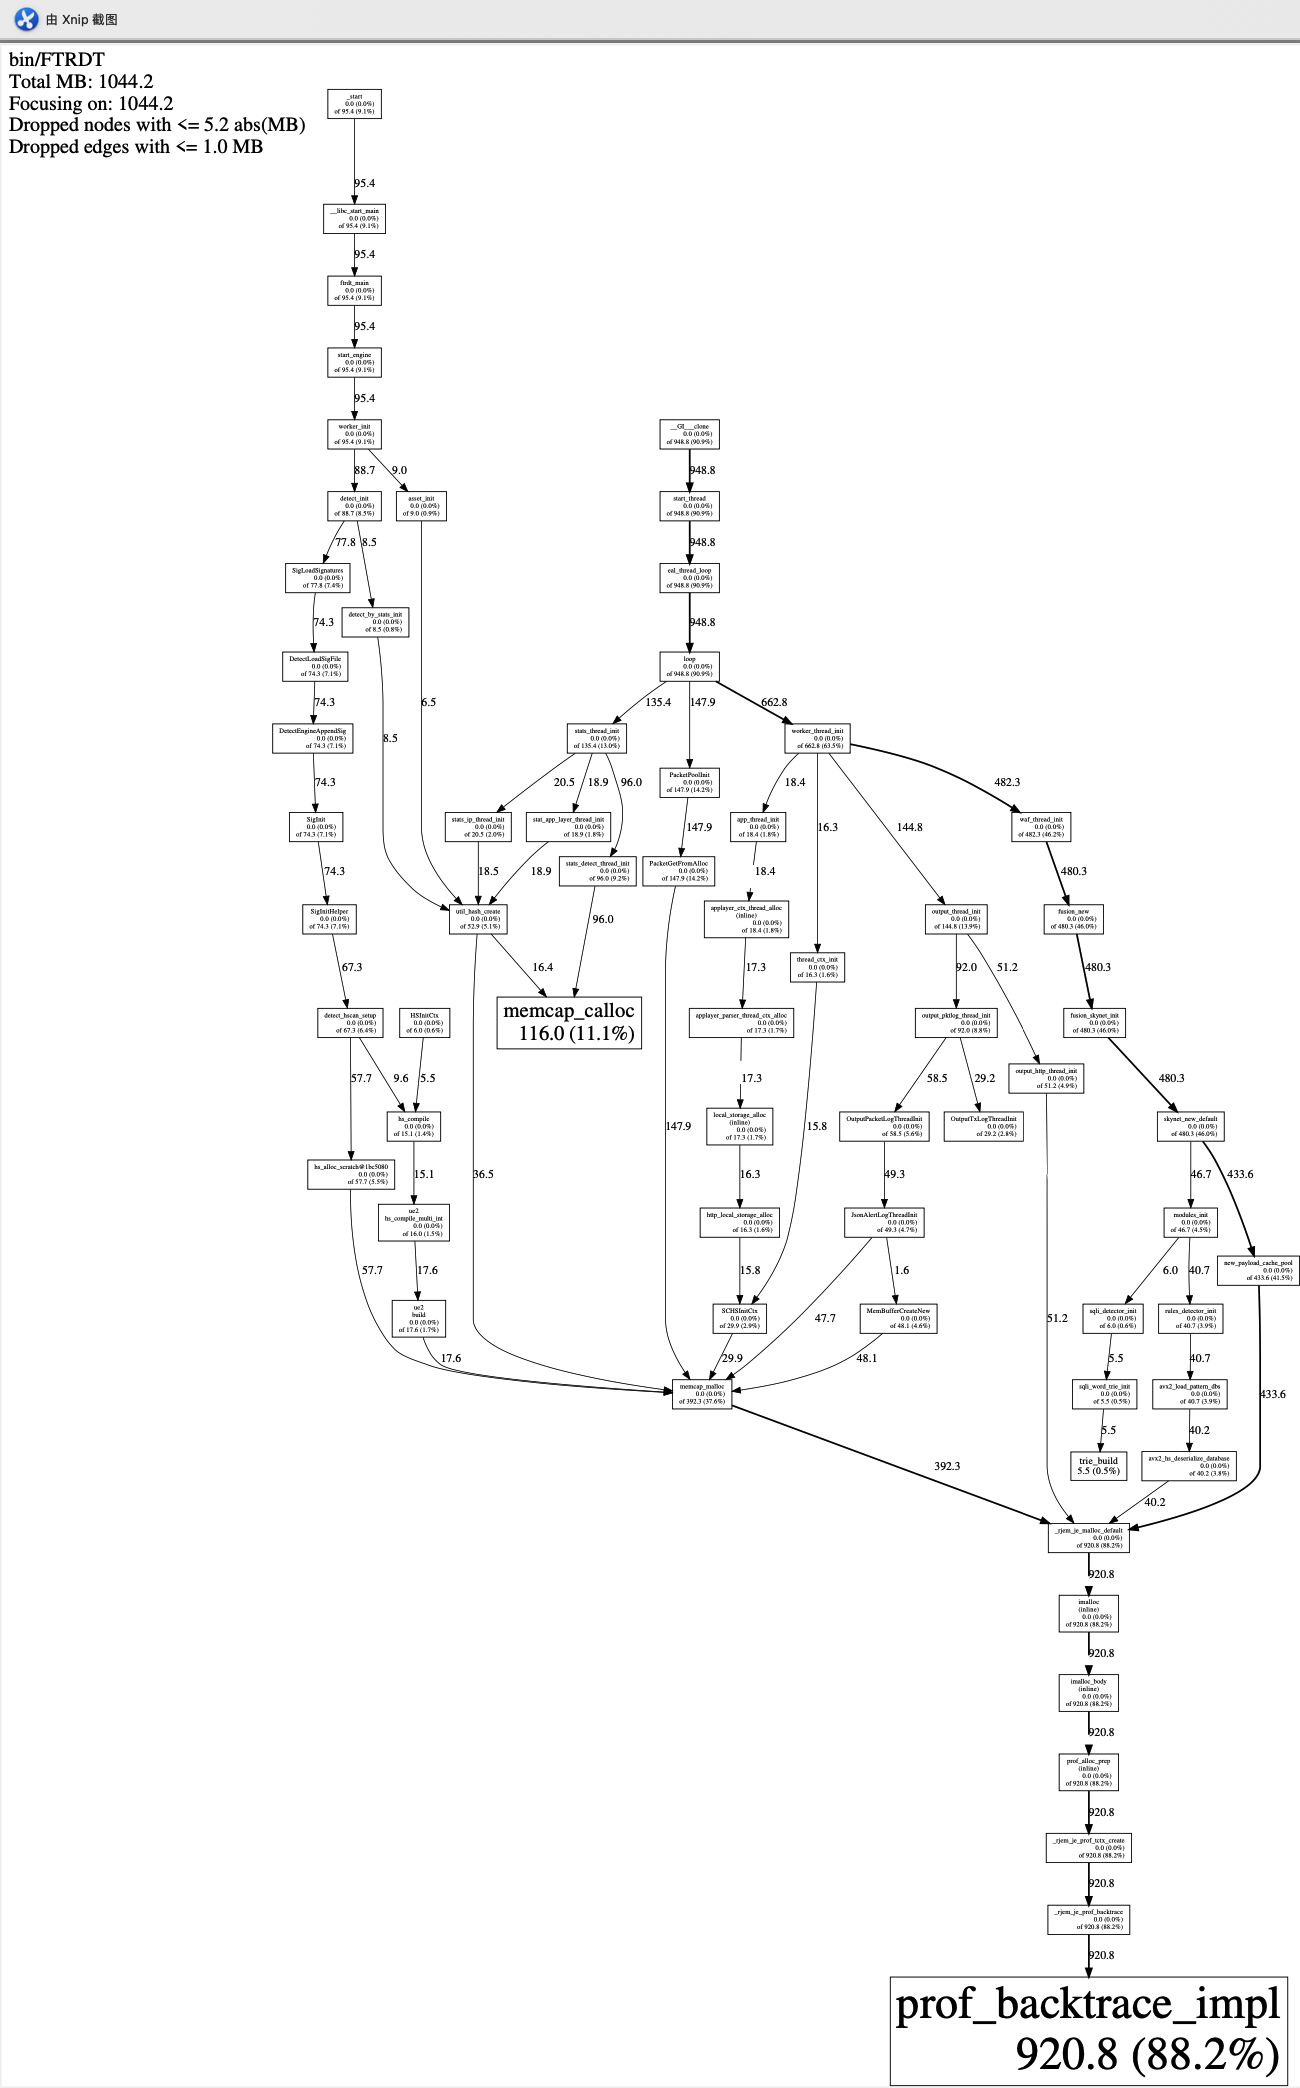 由 Xnip 截图
bin/FTRDT
Total MB: 1044.2
Focusing on: 1044.2
Dropped nodes with <= 5.2 abs(MB)
Dropped edges with <= 1.0 MB
_start
0.0 (0.0%)
of 95.4 (9.1%)
95.4
__libc_start_main
0.0 (0.0%)
of 95.4 (9.1%)
95.4
ftrdt_main
0.0 (0.0%)
of 95.4 (9.1%)
95.4
start_engine
0.0 (0.0%)
of 95.4 (9.1%)
95.4
worker_init
0.0 (0.0%)
of 95.4 (9.1%)
__GI___clone
0.0 (0.0%)
of 948.8 (90.9%)
88.7
9.0
948.8
detect_init
0.0 (0.0%)
of 88.7 (8.5%)
asset_init
0.0 (0.0%)
of 9.0 (0.9%)
start_thread
0.0 (0.0%)
of 948.8 (90.9%)
77.8
8.5
948.8
SigLoadSignatures
0.0 (0.0%)
of 77.8 (7.4%)
eal_thread_loop
0.0 (0.0%)
of 948.8 (90.9%)
detect_by_stats_init
0.0 (0.0%)
of 8.5 (0.8%)
74.3
948.8
DetectLoadSigFile
0.0 (0.0%)
of 74.3 (7.1%)
loop
0.0 (0.0%)
of 948.8 (90.9%)
74.3
6.5
135.4
147.9
662.8
DetectEngineAppendSig
0.0 (0.0%)
of 74.3 (7.1%)
8.5
stats_thread_init
0.0 (0.0%)
of 135.4 (13.0%)
worker_thread_init
0.0 (0.0%)
of 662.8 (63.5%)
PacketPoolInit
0.0 (0.0%)
of 147.9 (14.2%)
74.3
20.5
18.9
96.0
18.4
482.3
SigInit
0.0 (0.0%)
of 74.3 (7.1%)
stats_ip_thread_init
0.0 (0.0%)
of 20.5 (2.0%)
stat_app_layer_thread_init
0.0 (0.0%)
of 18.9 (1.8%)
147.9
app_thread_init
0.0 (0.0%)
of 18.4 (1.8%)
16.3
144.8
waf_thread_init
0.0 (0.0%)
of 482.3 (46.2%)
74.3
18.5
18.9
stats_detect_thread_init
0.0 (0.0%)
of 96.0 (9.2%)
PacketGetFromAlloc
0.0 (0.0%)
of 147.9 (14.2%)
18.4
480.3
SigInitHelper
0.0 (0.0%)
of 74.3 (7.1%)
util_hash_create
0.0 (0.0%)
of 52.9 (5.1%)
96.0
applayer_ctx_thread_alloc
(inline)
0.0 (0.0%)
of 18.4 (1.8%)
output_thread_init
0.0 (0.0%)
of 144.8 (13.9%)
fusion_new
0.0 (0.0%)
of 480.3 (46.0%)
67.3
16.4
17.3
thread_ctx_init
0.0 (0.0%)
of 16.3 (1.6%)
92.0
51.2
480.3
detect_hscan_setup
0.0 (0.0%)
of 67.3 (6.4%)
HSInitCtx
0.0 (0.0%)
of 6.0 (0.6%)
memcap_calloc
116.0 (11.1%)
applayer_parser_thread_ctx_alloc
0.0 (0.0%)
of 17.3 (1.7%)
output_pktlog_thread_init
0.0 (0.0%)
of 92.0 (8.8%)
fusion_skynet_init
0.0 (0.0%)
of 480.3 (46.0%)
57.7
9.6
5.5
17.3
58.5
29.2
output_http_thread_init
0.0 (0.0%)
of 51.2 (4.9%)
480.3
hs_compile
0.0 (0.0%)
of 15.1 (1.4%)
147.9
local_storage_alloc
(inline)
0.0 (0.0%)
of 17.3 (1.7%)
15.8
OutputPacketLogThreadInit
0.0 (0.0%)
of 58.5 (5.6%)
OutputTxLogThreadInit
0.0 (0.0%)
of 29.2 (2.8%)
skynet_new_default
0.0 (0.0%)
of 480.3 (46.0%)
hs_alloc_scratch@1bc5080
0.0 (0.0%)
of 57.7 (5.5%)
15.1
36.5
16.3
49.3
46.7
433.6
ue2
hs_compile_multi_int
0.0 (0.0%)
of 16.0 (1.5%)
http_local_storage_alloc
0.0 (0.0%)
of 16.3 (1.6%)
JsonAlertLogThreadInit
0.0 (0.0%)
of 49.3 (4.7%)
modules_init
0.0 (0.0%)
of 46.7 (4.5%)
57.7
17.6
15.8
1.6
6.0
40.7
new_payload_cache_pool
0.0 (0.0%)
of 433.6 (41.5%)
ue2
build
0.0 (0.0%)
of 17.6 (1.7%)
SCHSInitCtx
0.0 (0.0%)
of 29.9 (2.9%)
47.7
MemBufferCreateNew
0.0 (0.0%)
of 48.1 (4.6%)
51.2
sqli_detector_init
0.0 (0.0%)
of 6.0 (0.6%)
rules_detector_init
0.0 (0.0%)
of 40.7 (3.9%)
17.6
29.9
48.1
5.5
40.7
memcap_malloc
0.0 (0.0%)
of 392.3 (37.6%)
sqli_word_trie_init
0.0 (0.0%)
of 5.5 (0.5%)
avx2_load_pattern_dbs
0.0 (0.0%)
of 40.7 (3.9%)
433.6
5.5
40.2
392.3
trie_build
5.5 (0.5%)
avx2_hs_deserialize_database
0.0 (0.0%)
of 40.2 (3.8%)
40.2
_rjem_je_malloc_default
0.0 (0.0%)
of 920.8 (88.2%)
920.8
imalloc
(inline)
0.0 (0.0%)
of 920.8 (88.2%)
920.8
imalloc_body
(inline)
0.0 (0.0%)
of 920.8 (88.2%)
920.8
prof_alloc_prep
(inline)
0.0 (0.0%)
of 920.8 (88.2%)
920.8
_rjem_je_prof_tctx_create
0.0 (0.0%)
of 920.8 (88.2%)
920.8
_rjem_je_prof_backtrace
0.0 (0.0%)
of 920.8 (88.2%)
920.8
prof_backtrace_impl
920.8 (88.2%)